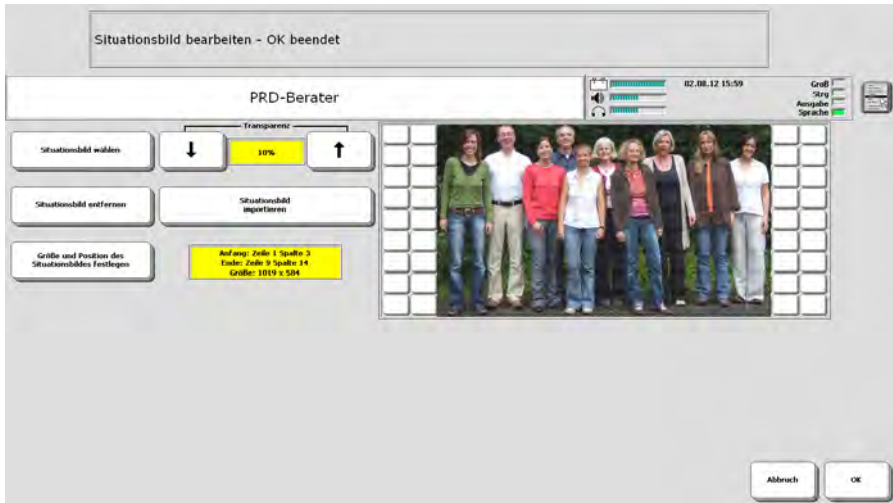 Situationsbild bearbeiten - OK beendet
PRD-Berater
02.08.12 15:59
Groß
Strg
Ausgabe
Sprache
Situationsbild wählen
Transparenz
↓
10%
↑
Situationsbild entfernen
Situationsbild
importieren
Größe und Position des
Situationsbildes festlegen
Anfang: Zeile 1 Spalte 3
Ende: Zeile 9 Spalte 14
Größe: 1019 x 584
Abbruch
OK